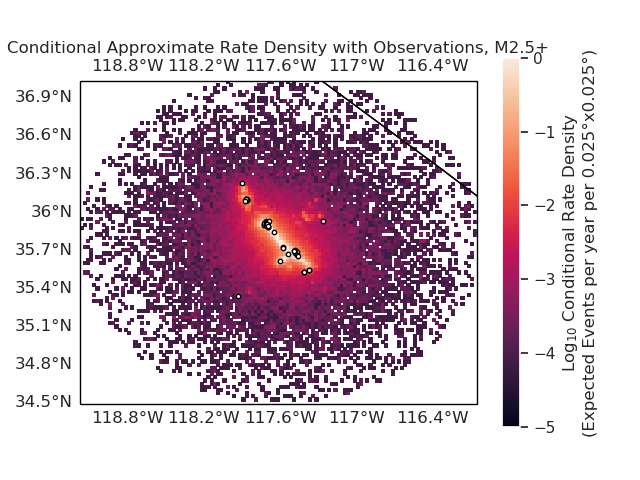 Conditional Approximate Rate Density with Observations, M2.5+
118.8°W 118.2°W 117.6°W 117°W 116.4°W
36.9°N
36.6°N
36.3°N
36°N
35.7°N
35.4°N
35.1°N
34.8°N
34.5°N
118.8°W 118.2°W 117.6°W 117°W 116.4°W
0
−1
−2
−3
−4
−5
Log₁₀ Conditional Rate Density
(Expected Events per year per 0.025°x0.025°)